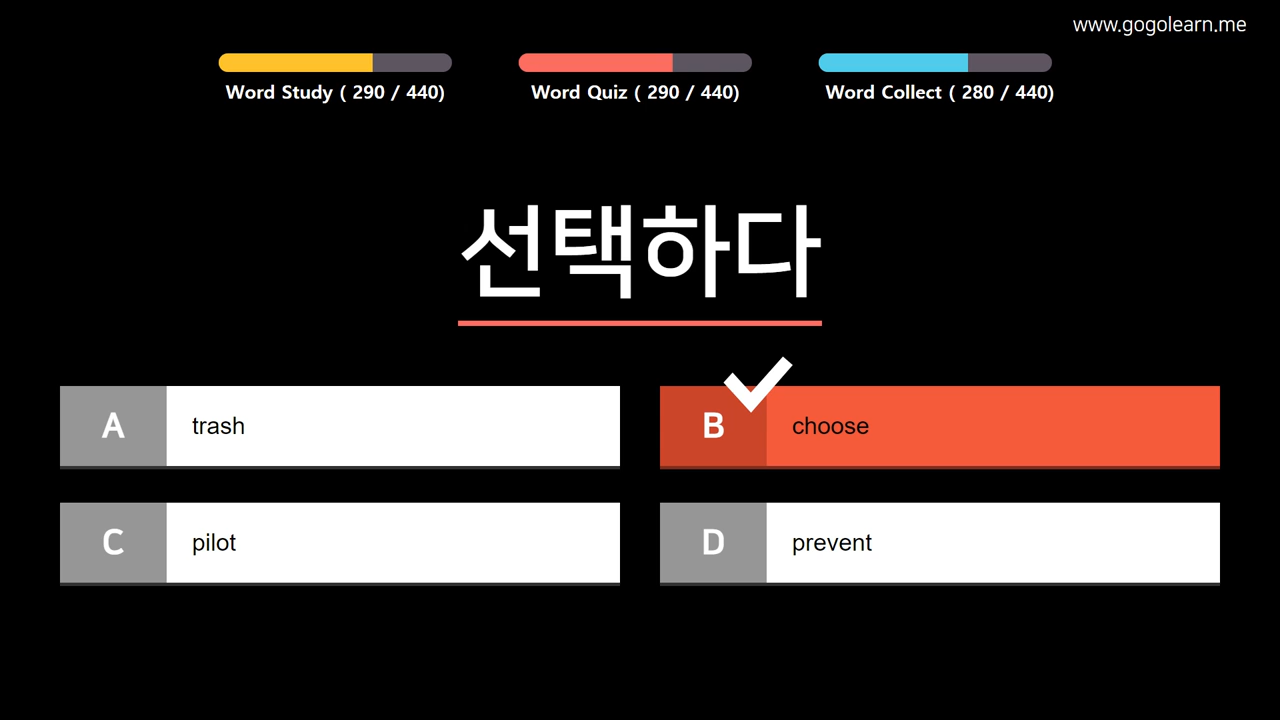 www.gogolearn.me
Word Study ( 290 / 440)
Word Quiz ( 290 / 440)
Word Collect ( 280 / 440)
선택하다
A trash
B choose
C pilot
D prevent